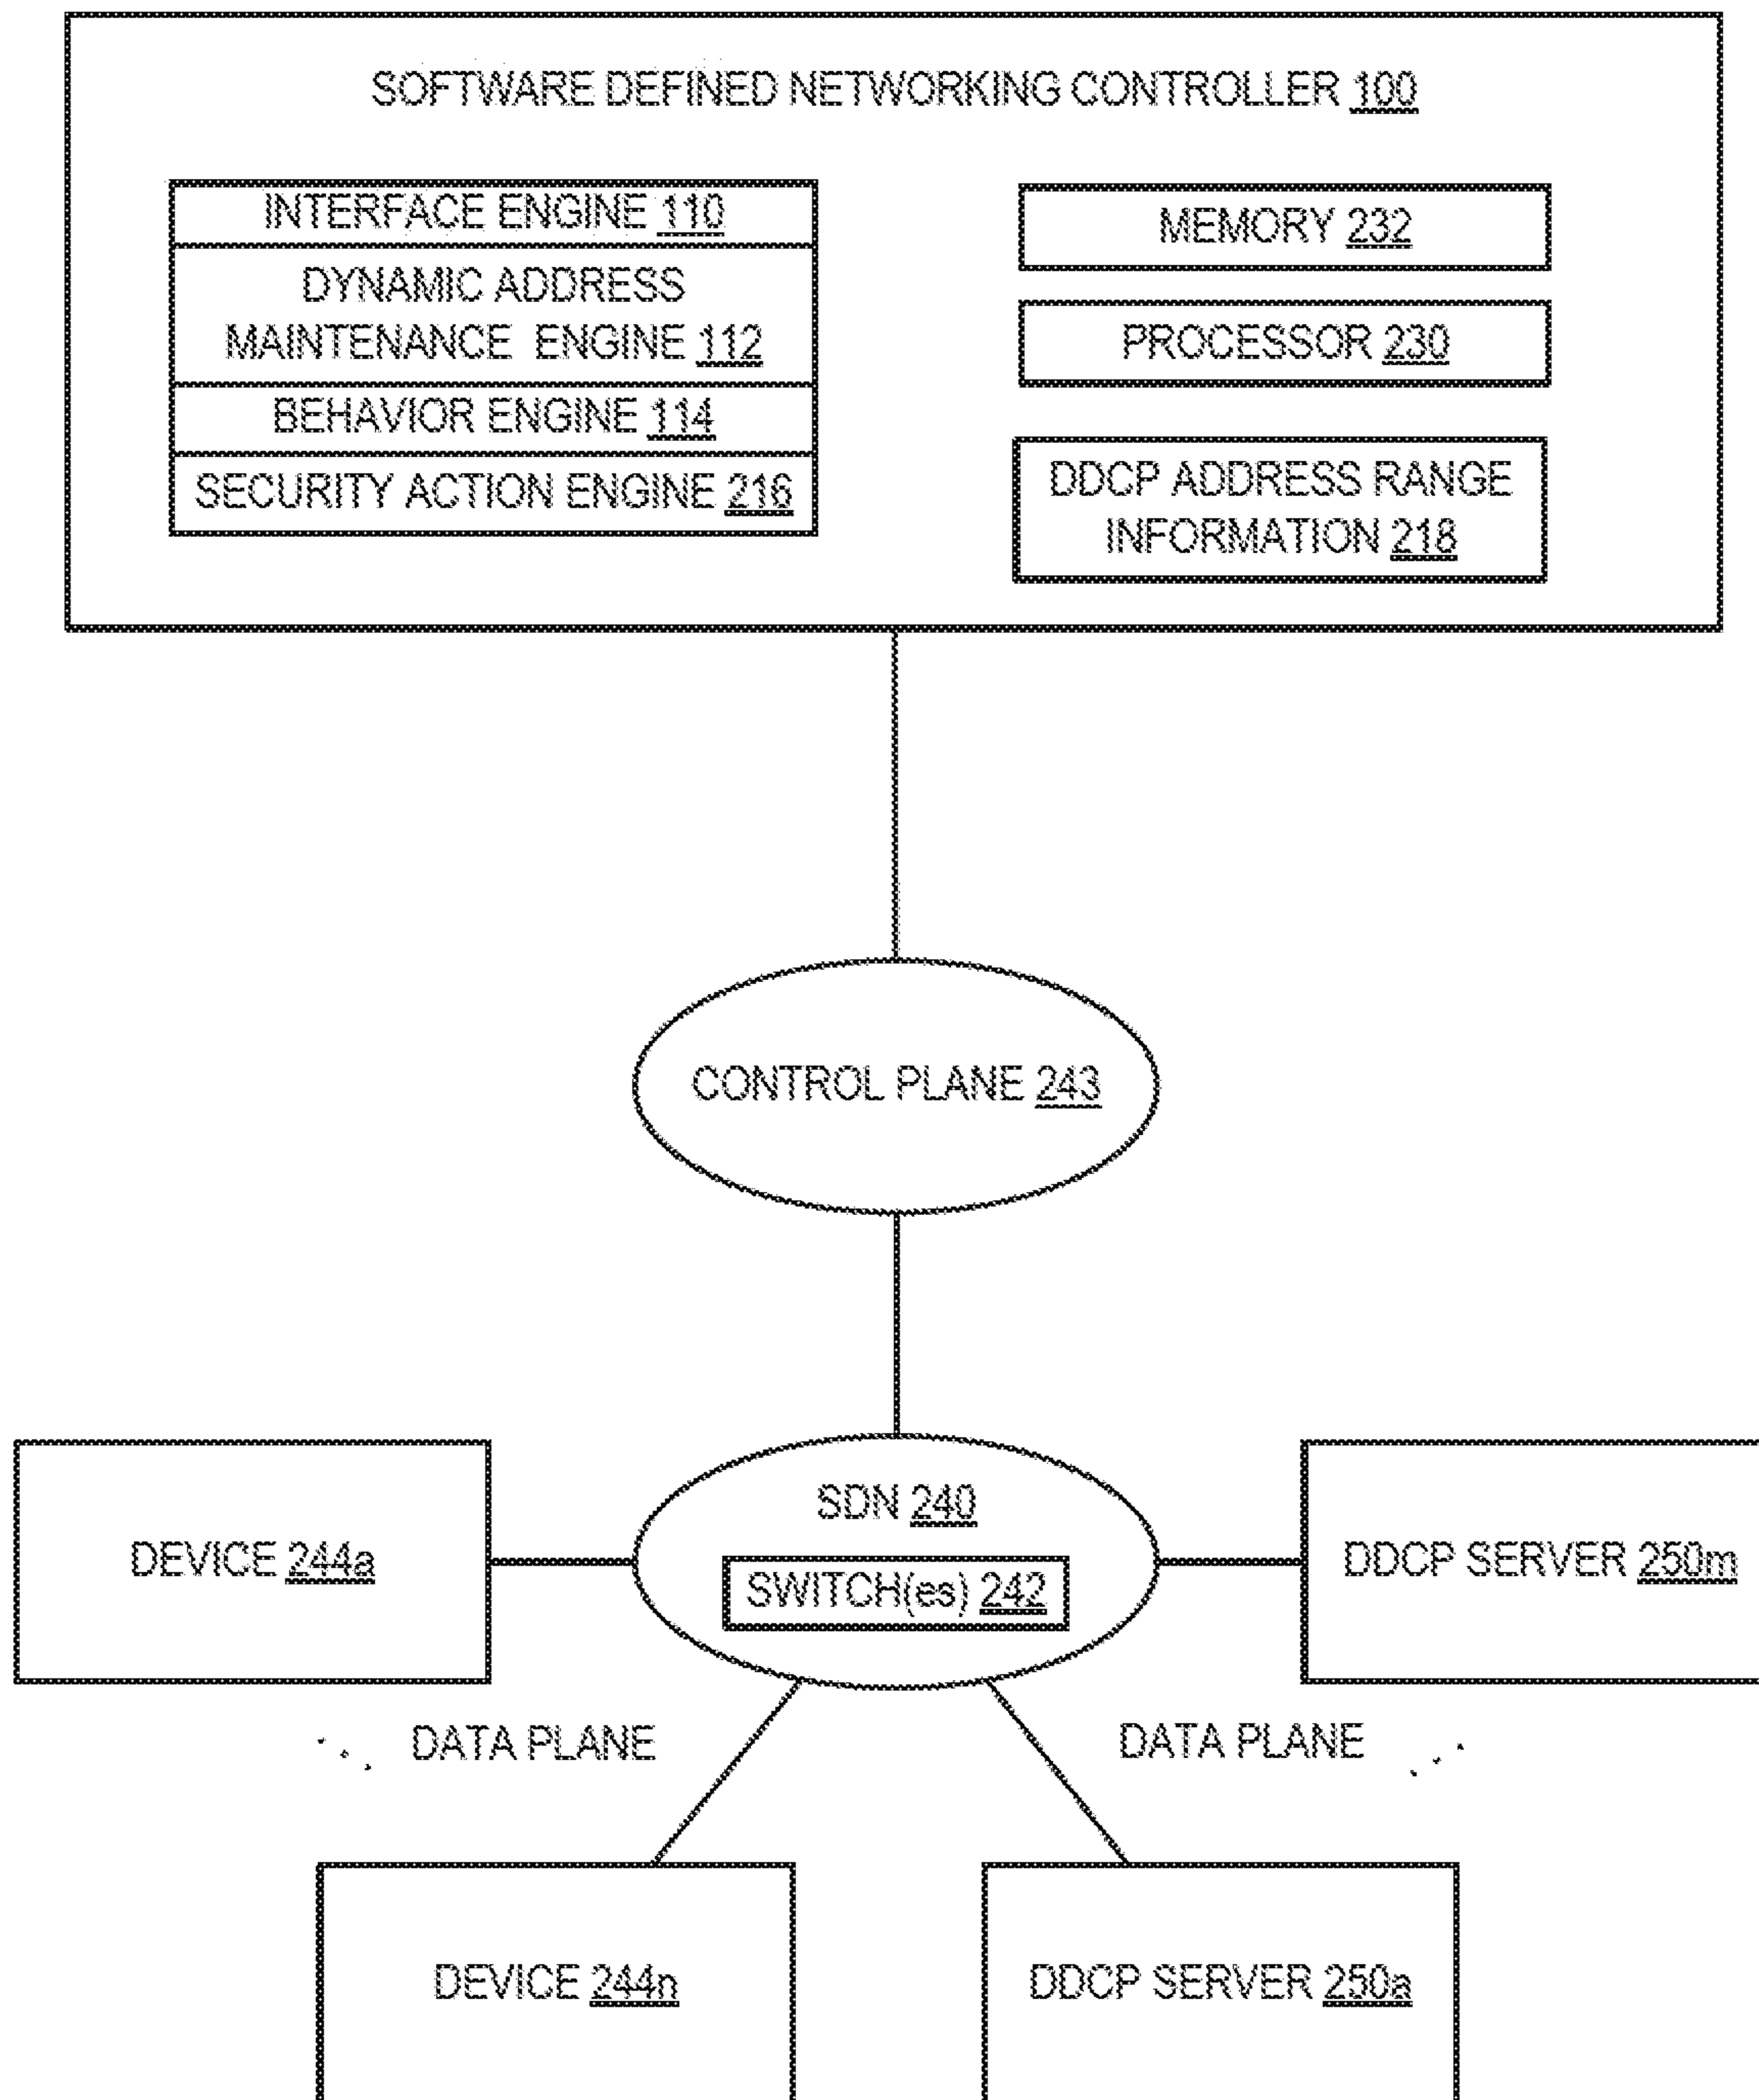 SOFTWARE DEFINED NETWORKING CONTROLLER 100
INTERFACE ENGINE 110
DYNAMIC ADDRESS
MAINTENANCE ENGINE 112
BEHAVIOR ENGINE 114
SECURITY ACTION ENGINE 216
MEMORY 232
PROCESSOR 230
DDCP ADDRESS RANGE
INFORMATION 218
CONTROL PLANE 243
SDN 240
SWITCH(es) 242
DEVICE 244a
DDCP SERVER 250m
DATA PLANE
DATA PLANE
DEVICE 244n
DDCP SERVER 250a